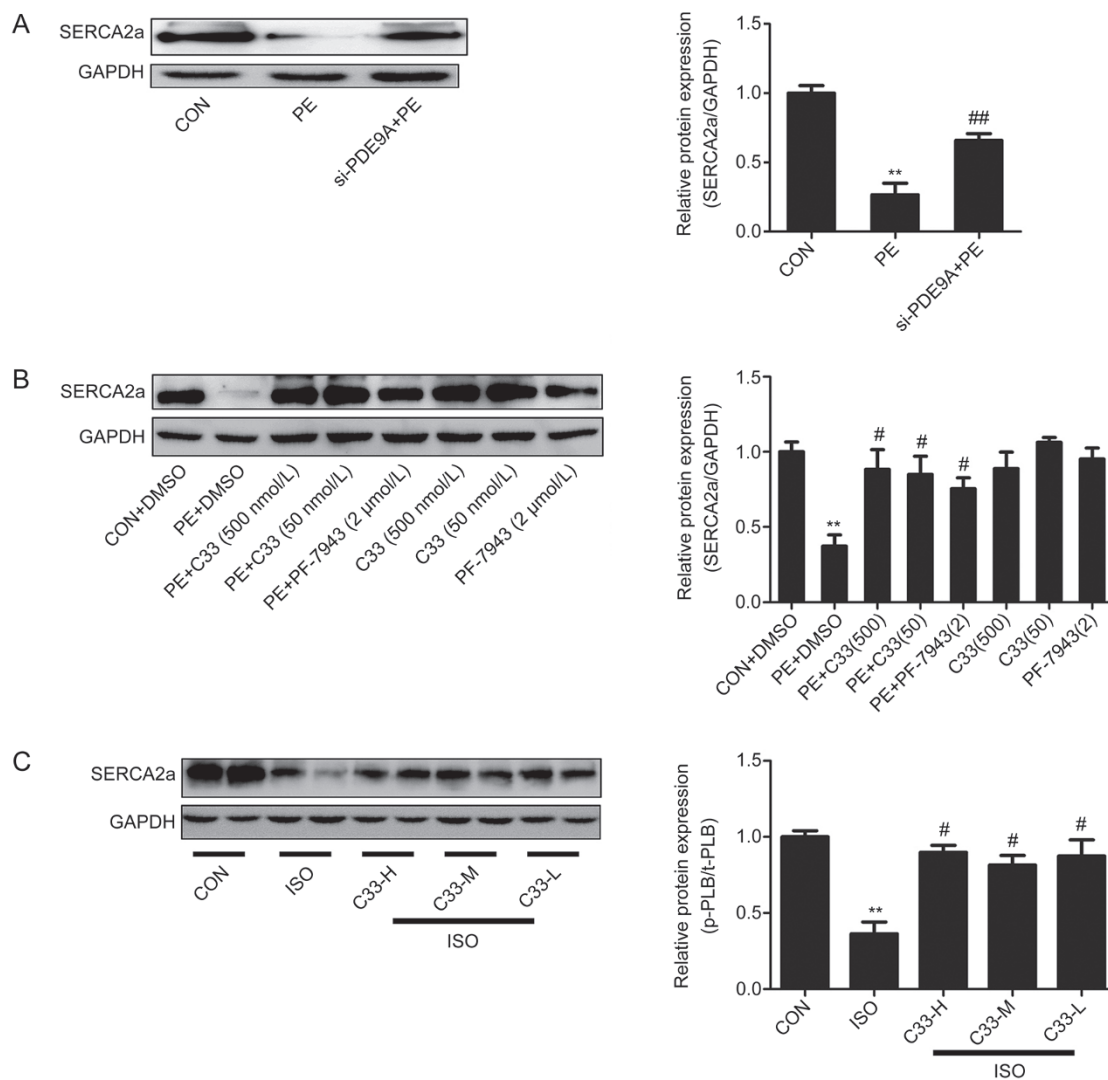 A
SERCA2a
GAPDH
CON
PE
si-PDE9A+PE
Relative protein expression
(SERCA2a/GAPDH)
1.5
1.0
0.5
0.0
**
##
CON
PE
si-PDE9A+PE
B
SERCA2a
GAPDH
CON+DMSO
PE+DMSO
PE+C33 (500 nmol/L)
PE+C33 (50 nmol/L)
PE+PF-7943 (2 μmol/L)
C33 (500 nmol/L)
C33 (50 nmol/L)
PF-7943 (2 μmol/L)
Relative protein expression
(SERCA2a/GAPDH)
1.5
1.0
0.5
0.0
**
#
#
#
CON+DMSO
PE+DMSO
PE+C33(500)
PE+C33(50)
PE+PF-7943(2)
C33(500)
C33(50)
PF-7943(2)
C
SERCA2a
GAPDH
CON
ISO
C33-H
C33-M
C33-L
ISO
Relative protein expression
(p-PLB/t-PLB)
1.5
1.0
0.5
0.0
**
#
#
#
CON
ISO
C33-H
C33-M
C33-L
ISO